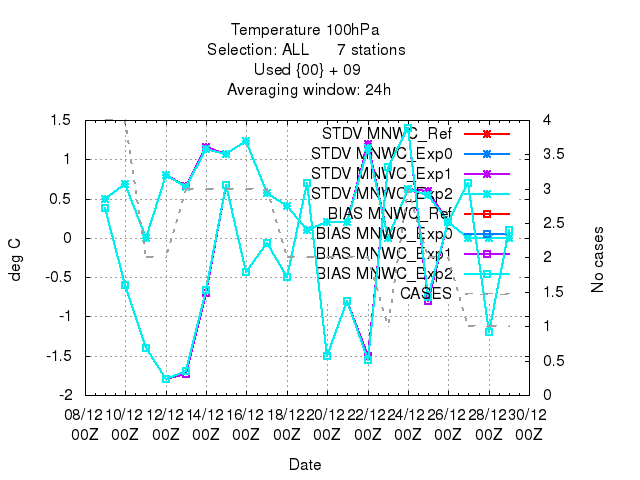 Temperature 100hPa
Selection: ALL 7 stations
Used {00} + 09
Averaging window: 24h
STDV MNWC_Ref
STDV MNWC_Exp0
STDV MNWC_Exp1
STDV MNWC_Exp2
BIAS MNWC_Ref
BIAS MNWC_Exp0
BIAS MNWC_Exp1
BIAS MNWC_Exp2
CASES
1.5
1
0.5
0
-0.5
-1
-1.5
-2
deg C
4
3.5
3
2.5
2
1.5
1
0.5
0
No cases
08/12 10/12 12/12 14/12 16/12 18/12 20/12 22/12 24/12 26/12 28/12 30/12
00Z 00Z 00Z 00Z 00Z 00Z 00Z 00Z 00Z 00Z 00Z 00Z
Date